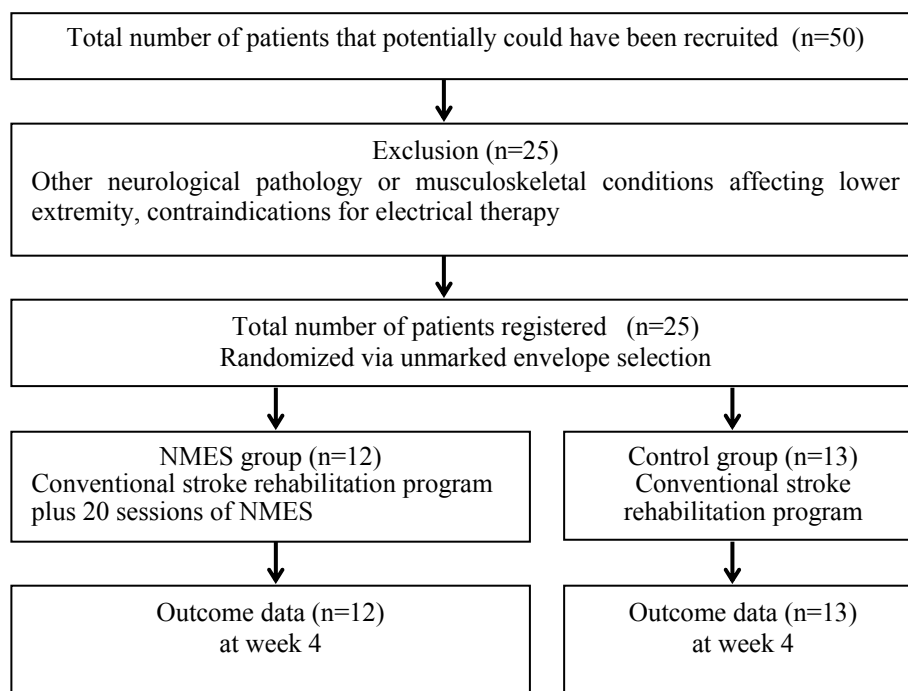 Total number of patients that potentially could have been recruited (n=50)
Exclusion (n=25)
Other neurological pathology or musculoskeletal conditions affecting lower
extremity, contraindications for electrical therapy
Total number of patients registered (n=25)
Randomized via unmarked envelope selection
NMES group (n=12)
Conventional stroke rehabilitation program
plus 20 sessions of NMES
Control group (n=13)
Conventional stroke
rehabilitation program
Outcome data (n=12)
at week 4
Outcome data (n=13)
at week 4